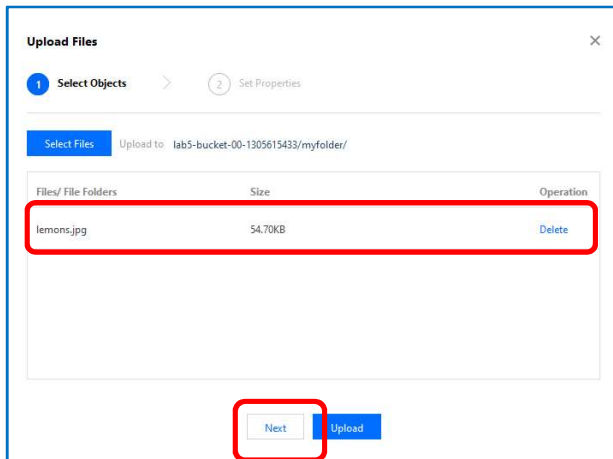 Upload Files
1 Select Objects 2 Set Properties
Select Files Upload to lab5-bucket-00-1305615433/myfolder/
Files/ File Folders Size Operation
lemons.jpg 54.70KB Delete
Next Upload